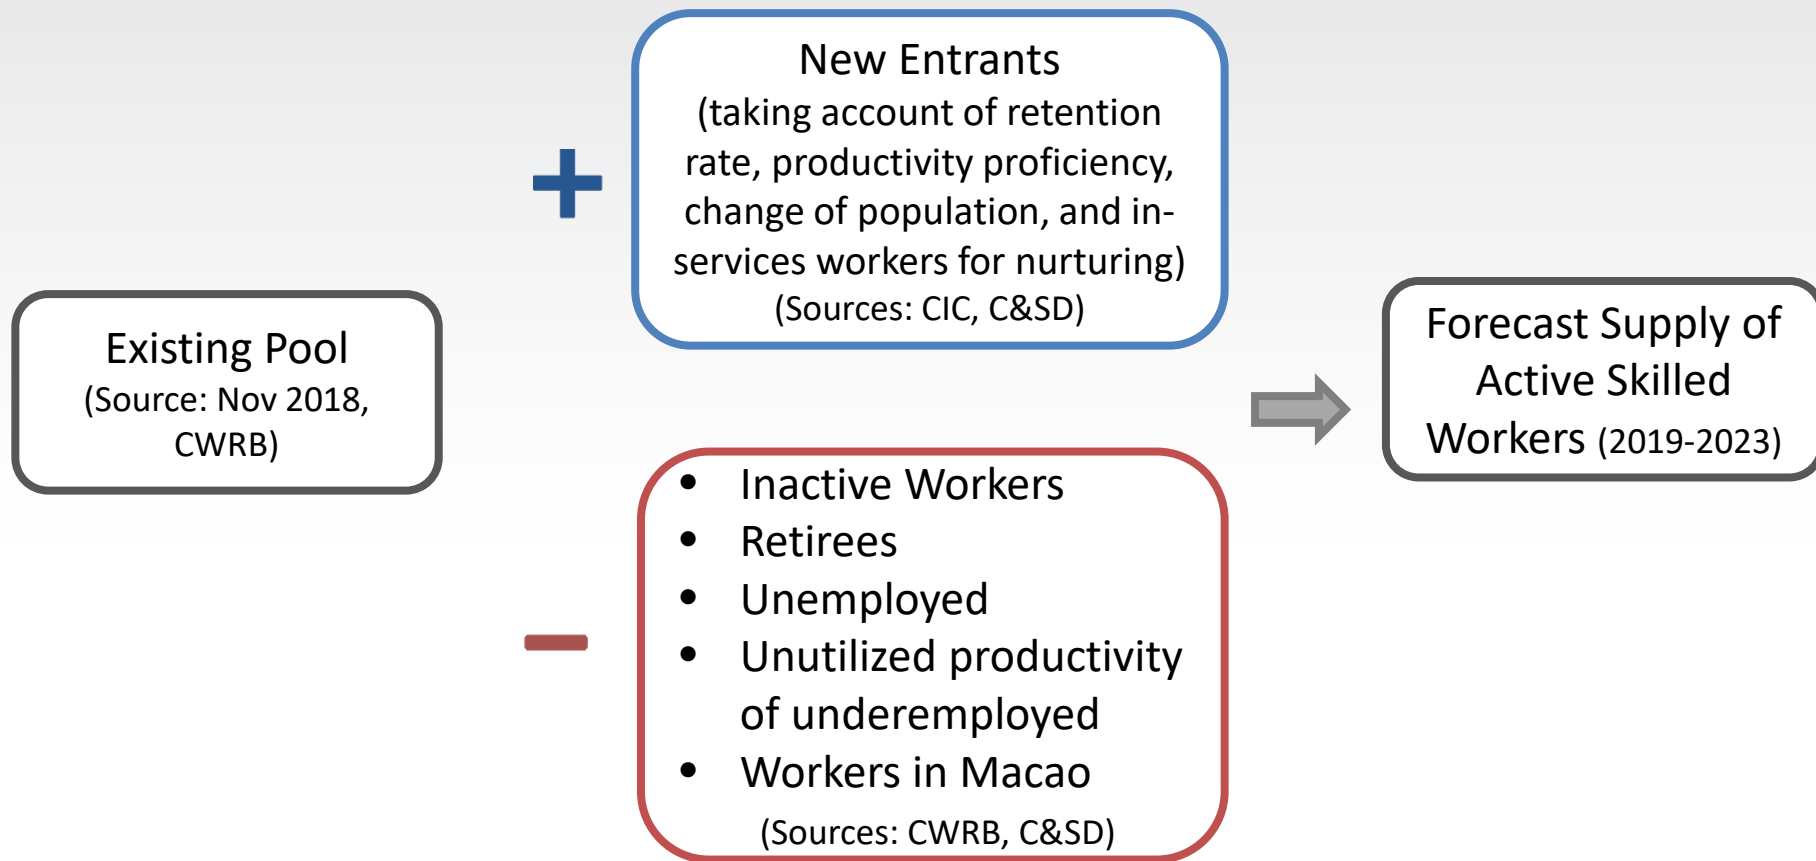 Existing Pool
(Source: Nov 2018,
CWRB)
+
New Entrants
(taking account of retention
rate, productivity proficiency,
change of population, and in-
services workers for nurturing)
(Sources: CIC, C&SD)
–
• Inactive Workers
• Retirees
• Unemployed
• Unutilized productivity
of underemployed
• Workers in Macao
(Sources: CWRB, C&SD)
Forecast Supply of
Active Skilled
Workers (2019-2023)